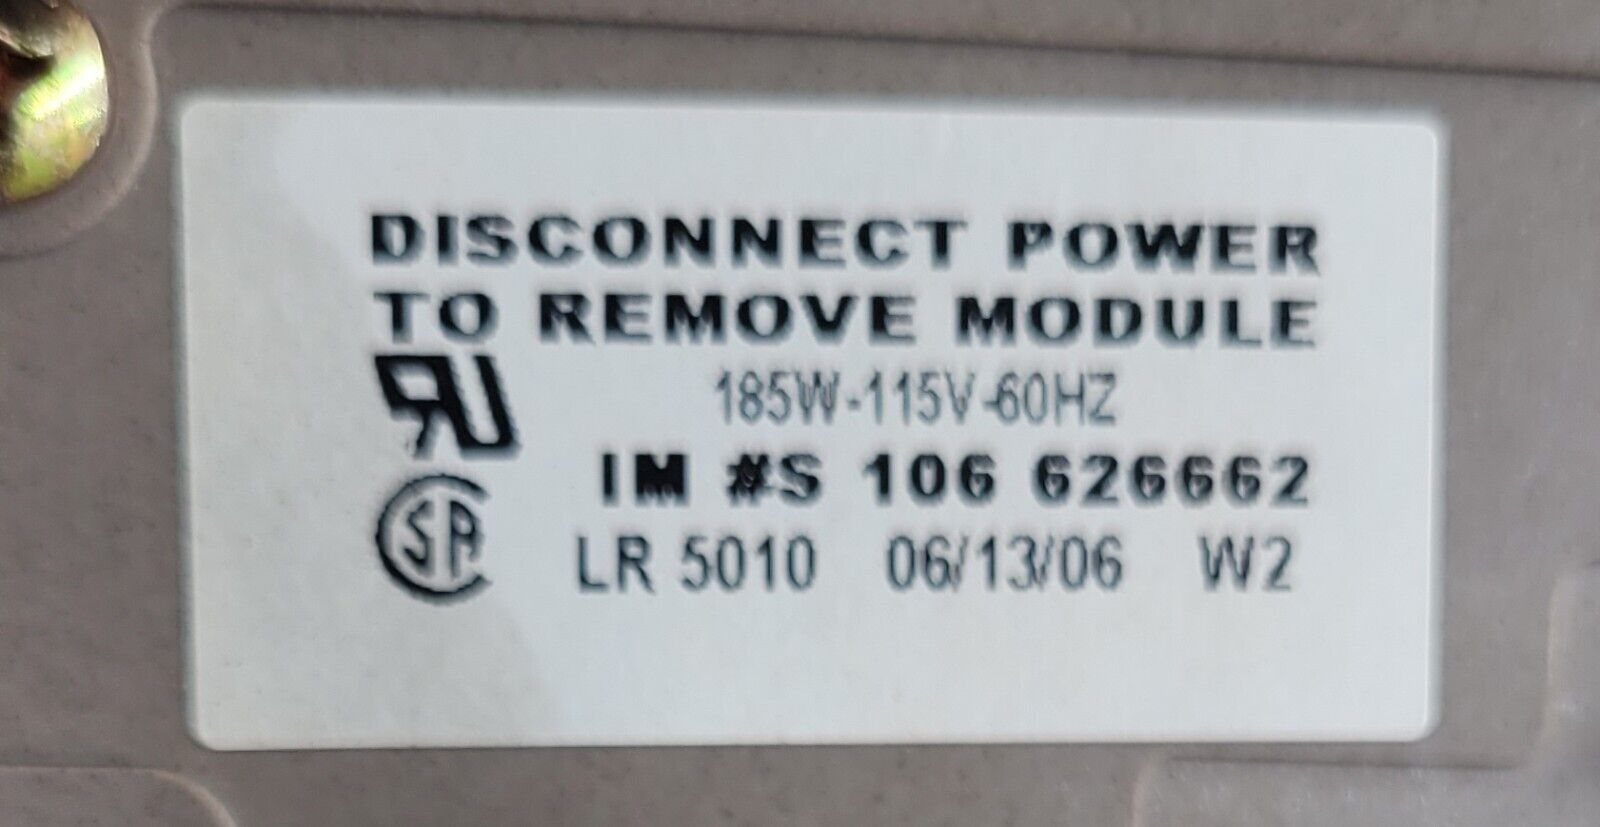 DISCONNECT POWER
TO REMOVE MODULE
185W-115V-60HZ
IM #S 106 626662
LR 5010 06/13/06 W2